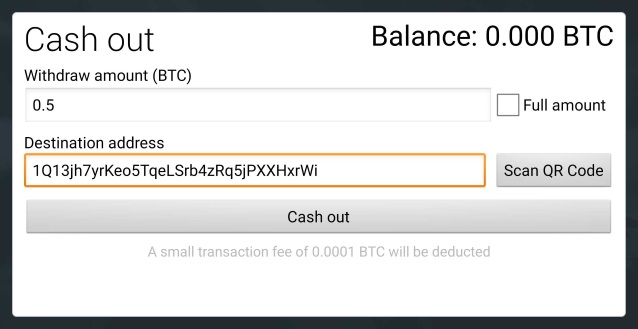 Cash out
Balance: 0.000 BTC
Withdraw amount (BTC)
0.5
Full amount
Destination address
1Q13jh7yrKeo5TqeLSrb4zRq5jPXXHxrWi
Scan QR Code
Cash out
A small transaction fee of 0.0001 BTC will be deducted